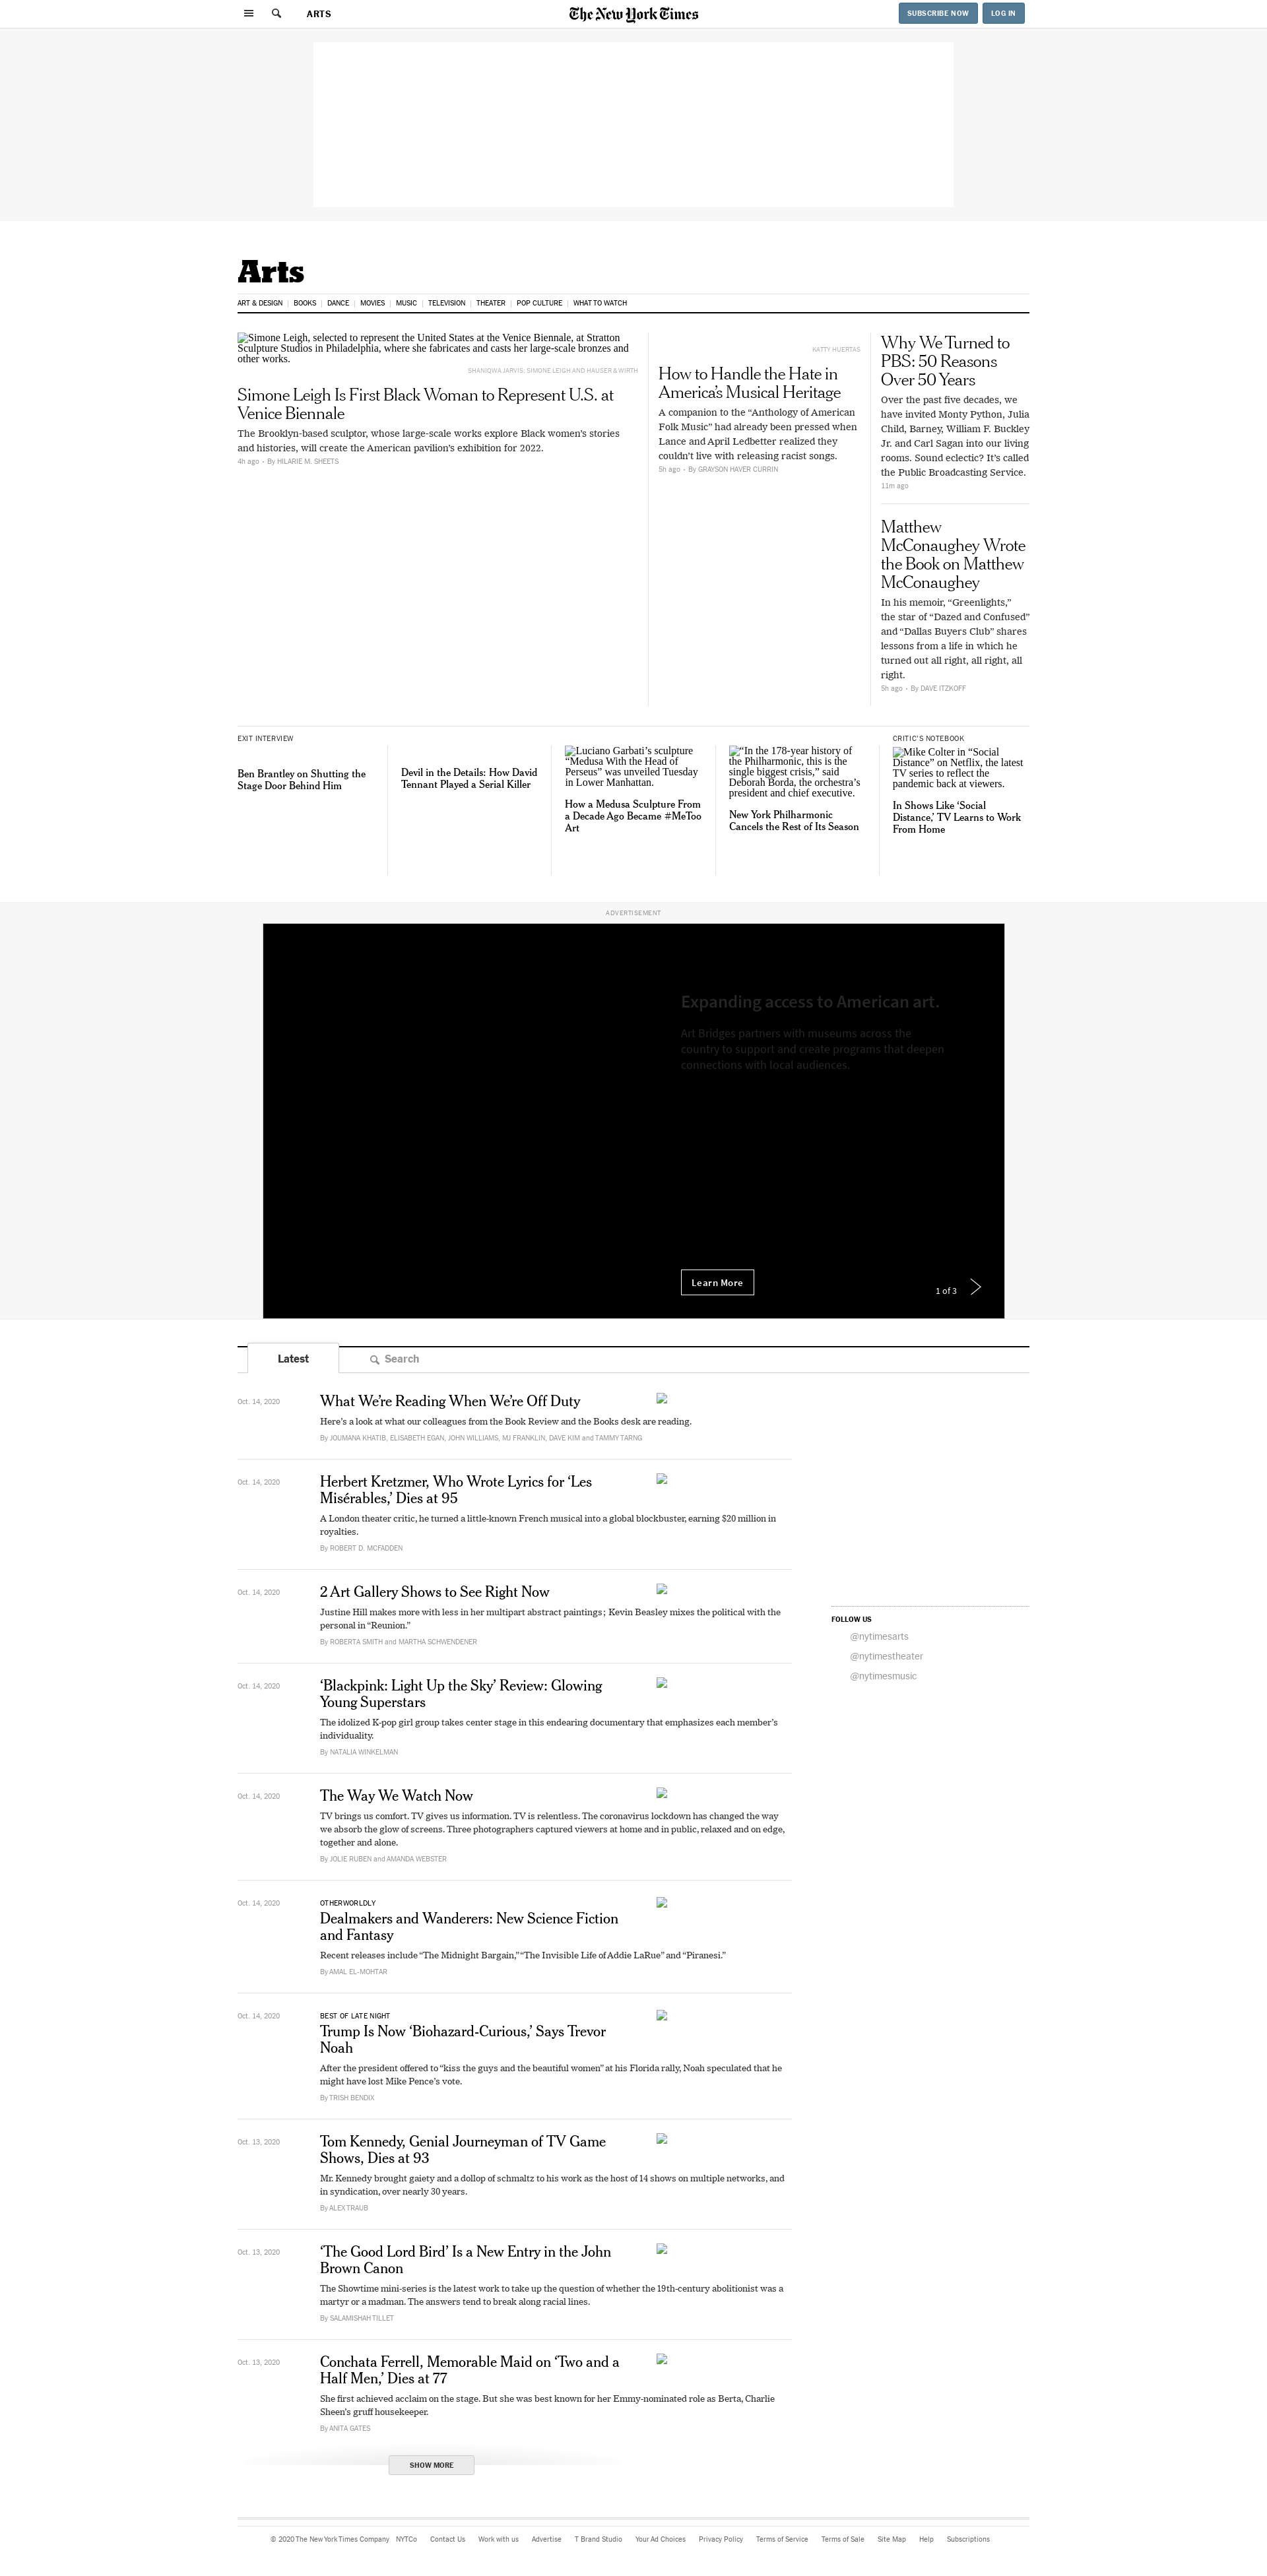 ARTS
The New York Times
SUBSCRIBE NOW
LOG IN
Arts
ART & DESIGN
BOOKS
DANCE
MOVIES
MUSIC
TELEVISION
THEATER
POP CULTURE
WHAT TO WATCH
Simone Leigh, selected to represent the United States at the Venice Biennale, at Stratton
Sculpture Studios in Philadelphia, where she fabricates and casts her large-scale bronzes and
other works.
SHANIQWA JARVIS; SIMONE LEIGH AND HAUSER & WIRTH
Simone Leigh Is First Black Woman to Represent U.S. at
Venice Biennale
The Brooklyn-based sculptor, whose large-scale works explore Black women’s stories
and histories, will create the American pavilion’s exhibition for 2022.
4h ago • By HILARIE M. SHEETS
KATTY HUERTAS
How to Handle the Hate in
America’s Musical Heritage
A companion to the “Anthology of American
Folk Music” had already been pressed when
Lance and April Ledbetter realized they
couldn’t live with releasing racist songs.
5h ago • By GRAYSON HAVER CURRIN
Why We Turned to
PBS: 50 Reasons
Over 50 Years
Over the past five decades, we
have invited Monty Python, Julia
Child, Barney, William F. Buckley
Jr. and Carl Sagan into our living
rooms. Sound eclectic? It’s called
the Public Broadcasting Service.
11m ago
Matthew
McConaughey Wrote
the Book on Matthew
McConaughey
In his memoir, “Greenlights,”
the star of “Dazed and Confused”
and “Dallas Buyers Club” shares
lessons from a life in which he
turned out all right, all right, all
right.
5h ago • By DAVE ITZKOFF
EXIT INTERVIEW
Ben Brantley on Shutting the
Stage Door Behind Him
Devil in the Details: How David
Tennant Played a Serial Killer
Luciano Garbati’s sculpture
“Medusa With the Head of
Perseus” was unveiled Tuesday
in Lower Manhattan.
How a Medusa Sculpture From
a Decade Ago Became #MeToo
Art
“In the 178-year history of
the Philharmonic, this is the
single biggest crisis,” said
Deborah Borda, the orchestra’s
president and chief executive.
New York Philharmonic
Cancels the Rest of Its Season
CRITIC’S NOTEBOOK
Mike Colter in “Social
Distance” on Netflix, the latest
TV series to reflect the
pandemic back at viewers.
In Shows Like ‘Social
Distance,’ TV Learns to Work
From Home
ADVERTISEMENT
Expanding access to American art.
Art Bridges partners with museums across the
country to support and create programs that deepen
connections with local audiences.
Learn More
1 of 3
Latest
Search
Oct. 14, 2020
What We’re Reading When We’re Off Duty
Here’s a look at what our colleagues from the Book Review and the Books desk are reading.
By JOUMANA KHATIB, ELISABETH EGAN, JOHN WILLIAMS, MJ FRANKLIN, DAVE KIM and TAMMY TARNG
Oct. 14, 2020
Herbert Kretzmer, Who Wrote Lyrics for ‘Les
Misérables,’ Dies at 95
A London theater critic, he turned a little-known French musical into a global blockbuster, earning $20 million in
royalties.
By ROBERT D. MCFADDEN
Oct. 14, 2020
2 Art Gallery Shows to See Right Now
Justine Hill makes more with less in her multipart abstract paintings; Kevin Beasley mixes the political with the
personal in “Reunion.”
By ROBERTA SMITH and MARTHA SCHWENDENER
FOLLOW US
@nytimesarts
@nytimestheater
@nytimesmusic
Oct. 14, 2020
‘Blackpink: Light Up the Sky’ Review: Glowing
Young Superstars
The idolized K-pop girl group takes center stage in this endearing documentary that emphasizes each member’s
individuality.
By NATALIA WINKELMAN
Oct. 14, 2020
The Way We Watch Now
TV brings us comfort. TV gives us information. TV is relentless. The coronavirus lockdown has changed the way
we absorb the glow of screens. Three photographers captured viewers at home and in public, relaxed and on edge,
together and alone.
By JOLIE RUBEN and AMANDA WEBSTER
Oct. 14, 2020
OTHERWORLDLY
Dealmakers and Wanderers: New Science Fiction
and Fantasy
Recent releases include “The Midnight Bargain,” “The Invisible Life of Addie LaRue” and “Piranesi.”
By AMAL EL-MOHTAR
Oct. 14, 2020
BEST OF LATE NIGHT
Trump Is Now ‘Biohazard-Curious,’ Says Trevor
Noah
After the president offered to “kiss the guys and the beautiful women” at his Florida rally, Noah speculated that he
might have lost Mike Pence’s vote.
By TRISH BENDIX
Oct. 13, 2020
Tom Kennedy, Genial Journeyman of TV Game
Shows, Dies at 93
Mr. Kennedy brought gaiety and a dollop of schmaltz to his work as the host of 14 shows on multiple networks, and
in syndication, over nearly 30 years.
By ALEX TRAUB
Oct. 13, 2020
‘The Good Lord Bird’ Is a New Entry in the John
Brown Canon
The Showtime mini-series is the latest work to take up the question of whether the 19th-century abolitionist was a
martyr or a madman. The answers tend to break along racial lines.
By SALAMISHAH TILLET
Oct. 13, 2020
Conchata Ferrell, Memorable Maid on ‘Two and a
Half Men,’ Dies at 77
She first achieved acclaim on the stage. But she was best known for her Emmy-nominated role as Berta, Charlie
Sheen’s gruff housekeeper.
By ANITA GATES
SHOW MORE
© 2020 The New York Times Company NYTCo Contact Us Work with us Advertise T Brand Studio Your Ad Choices Privacy Policy Terms of Service Terms of Sale Site Map Help Subscriptions